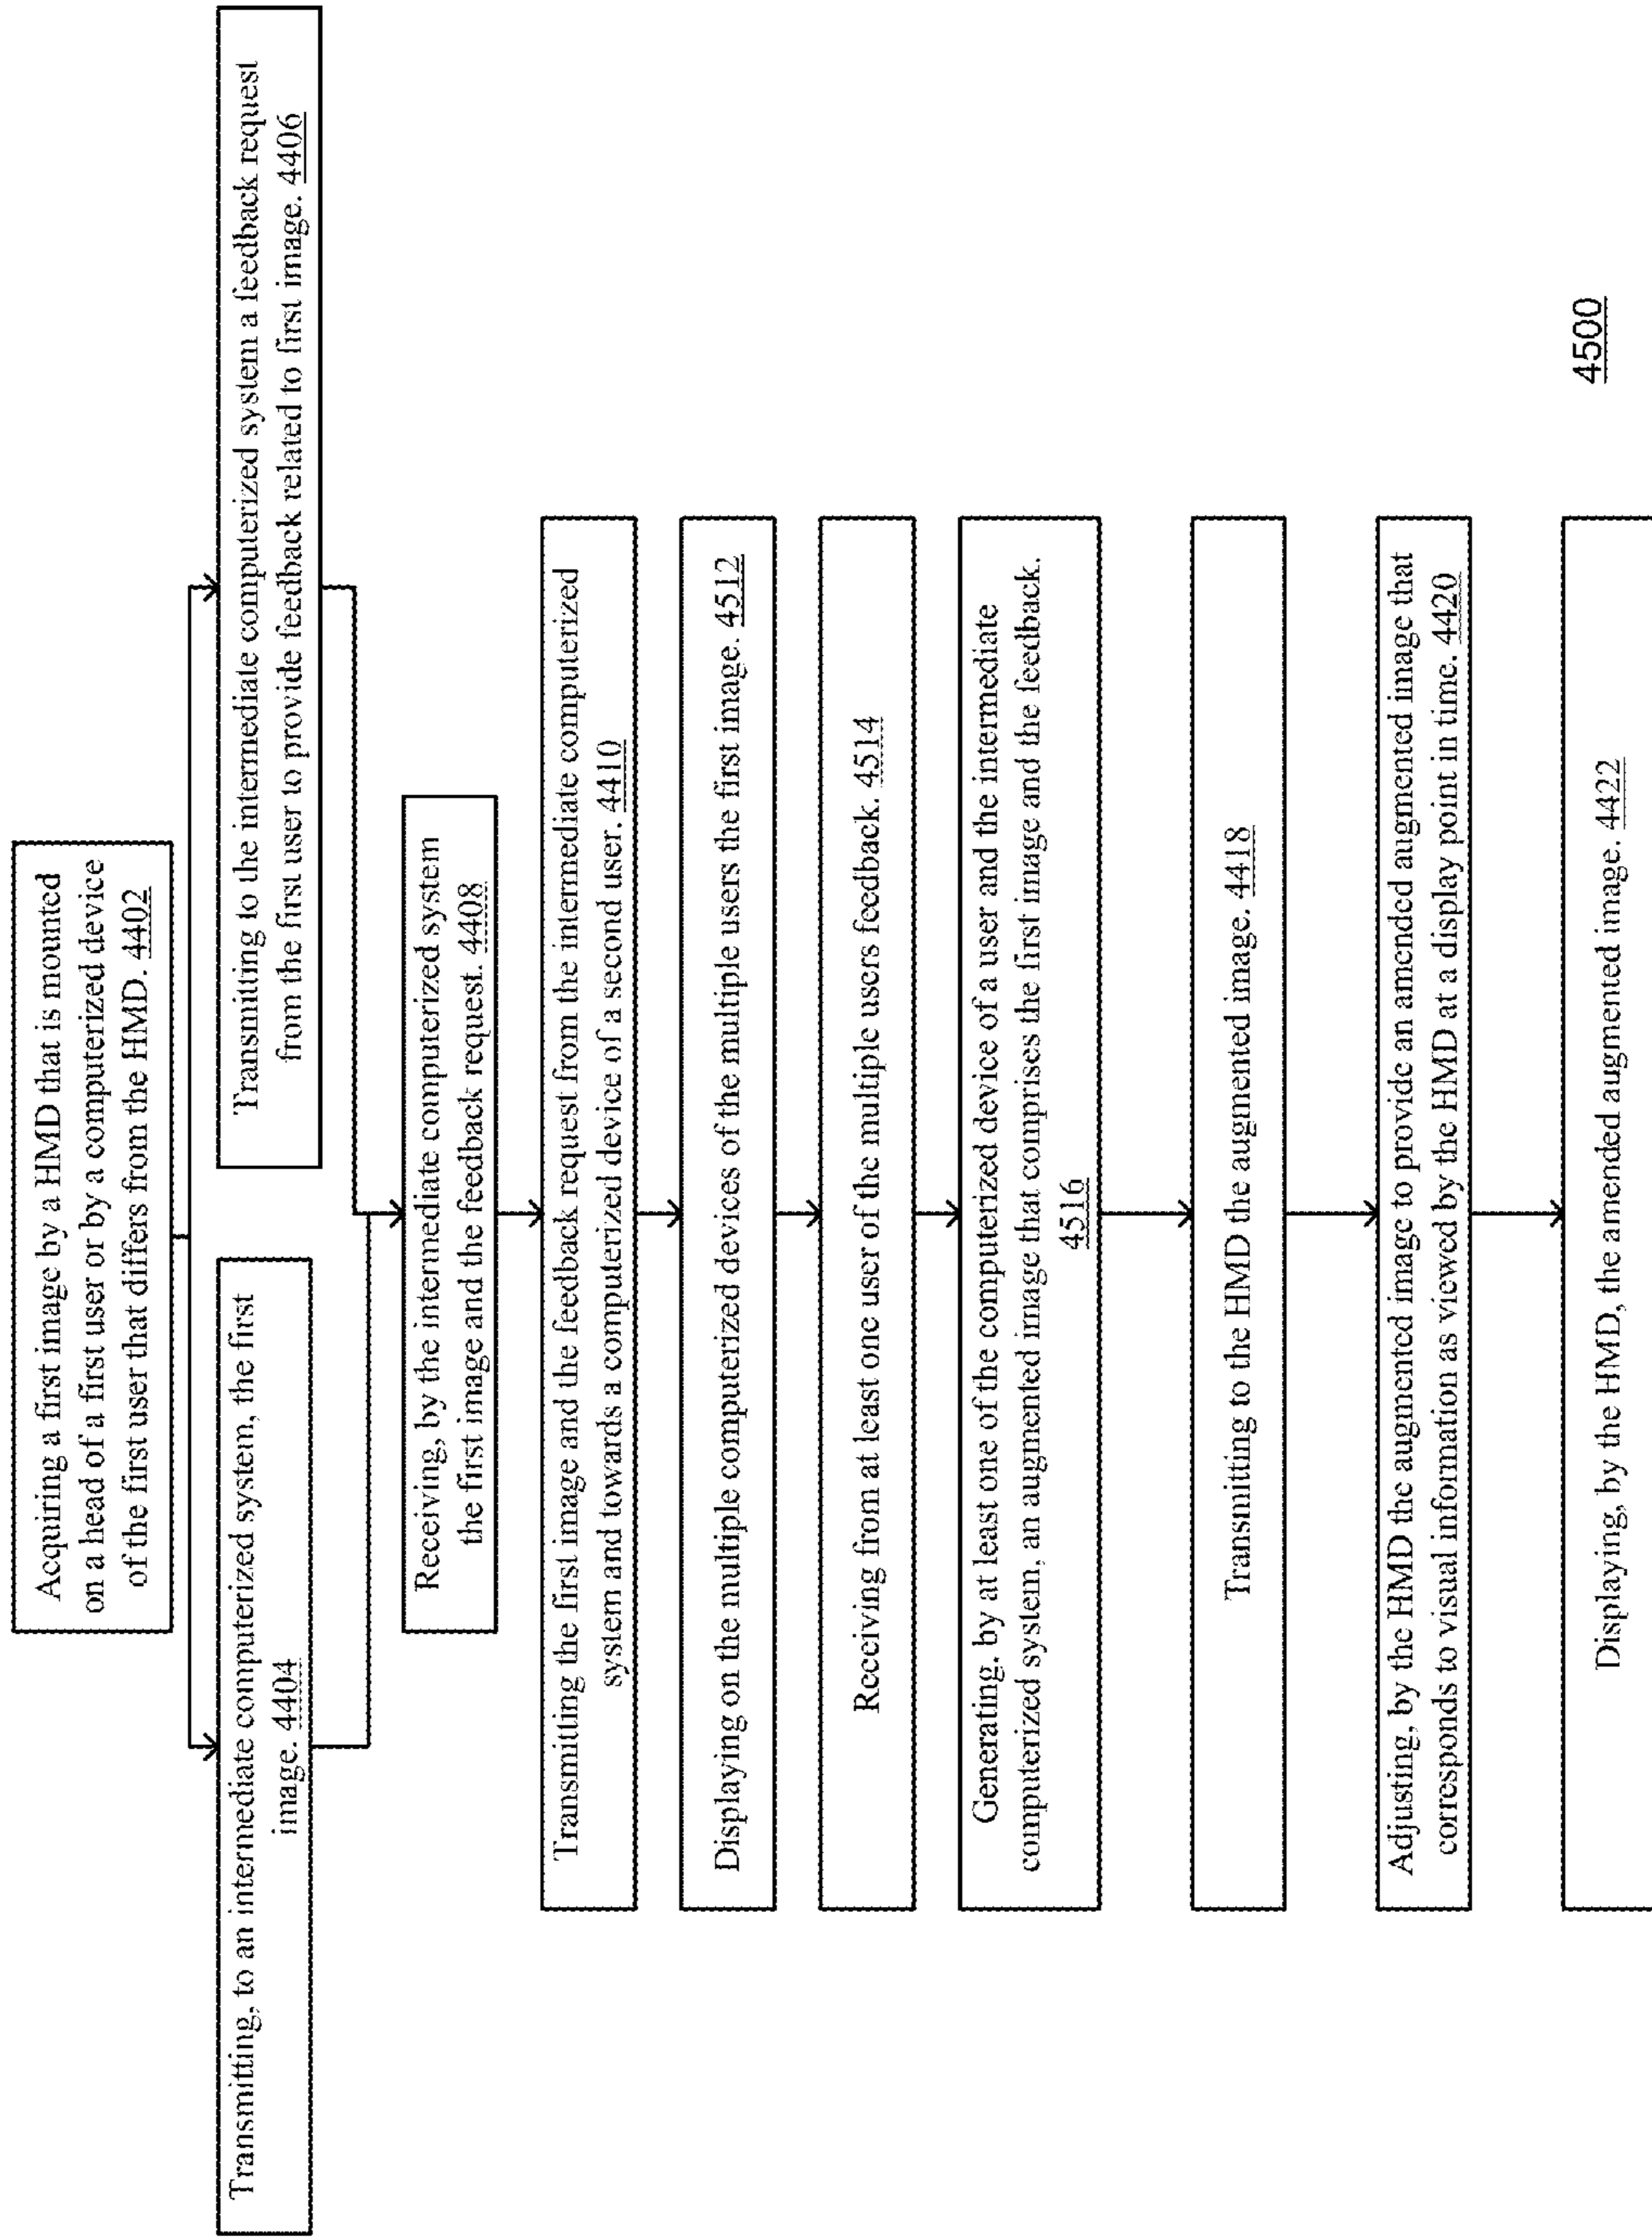 Acquiring a first image by a HMD that is mounted
on a head of a first user or by a computerized device
of the first user that differs from the HMD. 4402
Transmitting, to an intermediate computerized system, the first
image. 4404
Transmitting to the intermediate computerized system a feedback request
from the first user to provide feedback related to first image. 4406
Receiving, by the intermediate computerized system
the first image and the feedback request. 4408
Transmitting the first image and the feedback request from the intermediate computerized
system and towards a computerized device of a second user. 4410
Displaying on the multiple computerized devices of the multiple users the first image. 4512
Receiving from at least one user of the multiple users feedback. 4514
Generating, by at least one of the computerized device of a user and the intermediate
computerized system, an augmented image that comprises the first image and the feedback.
4516
Transmitting to the HMD the augmented image. 4418
Adjusting, by the HMD the augmented image to provide an amended augmented image that
corresponds to visual information as viewed by the HMD at a display point in time. 4420
Displaying, by the HMD, the amended augmented image. 4422
4500